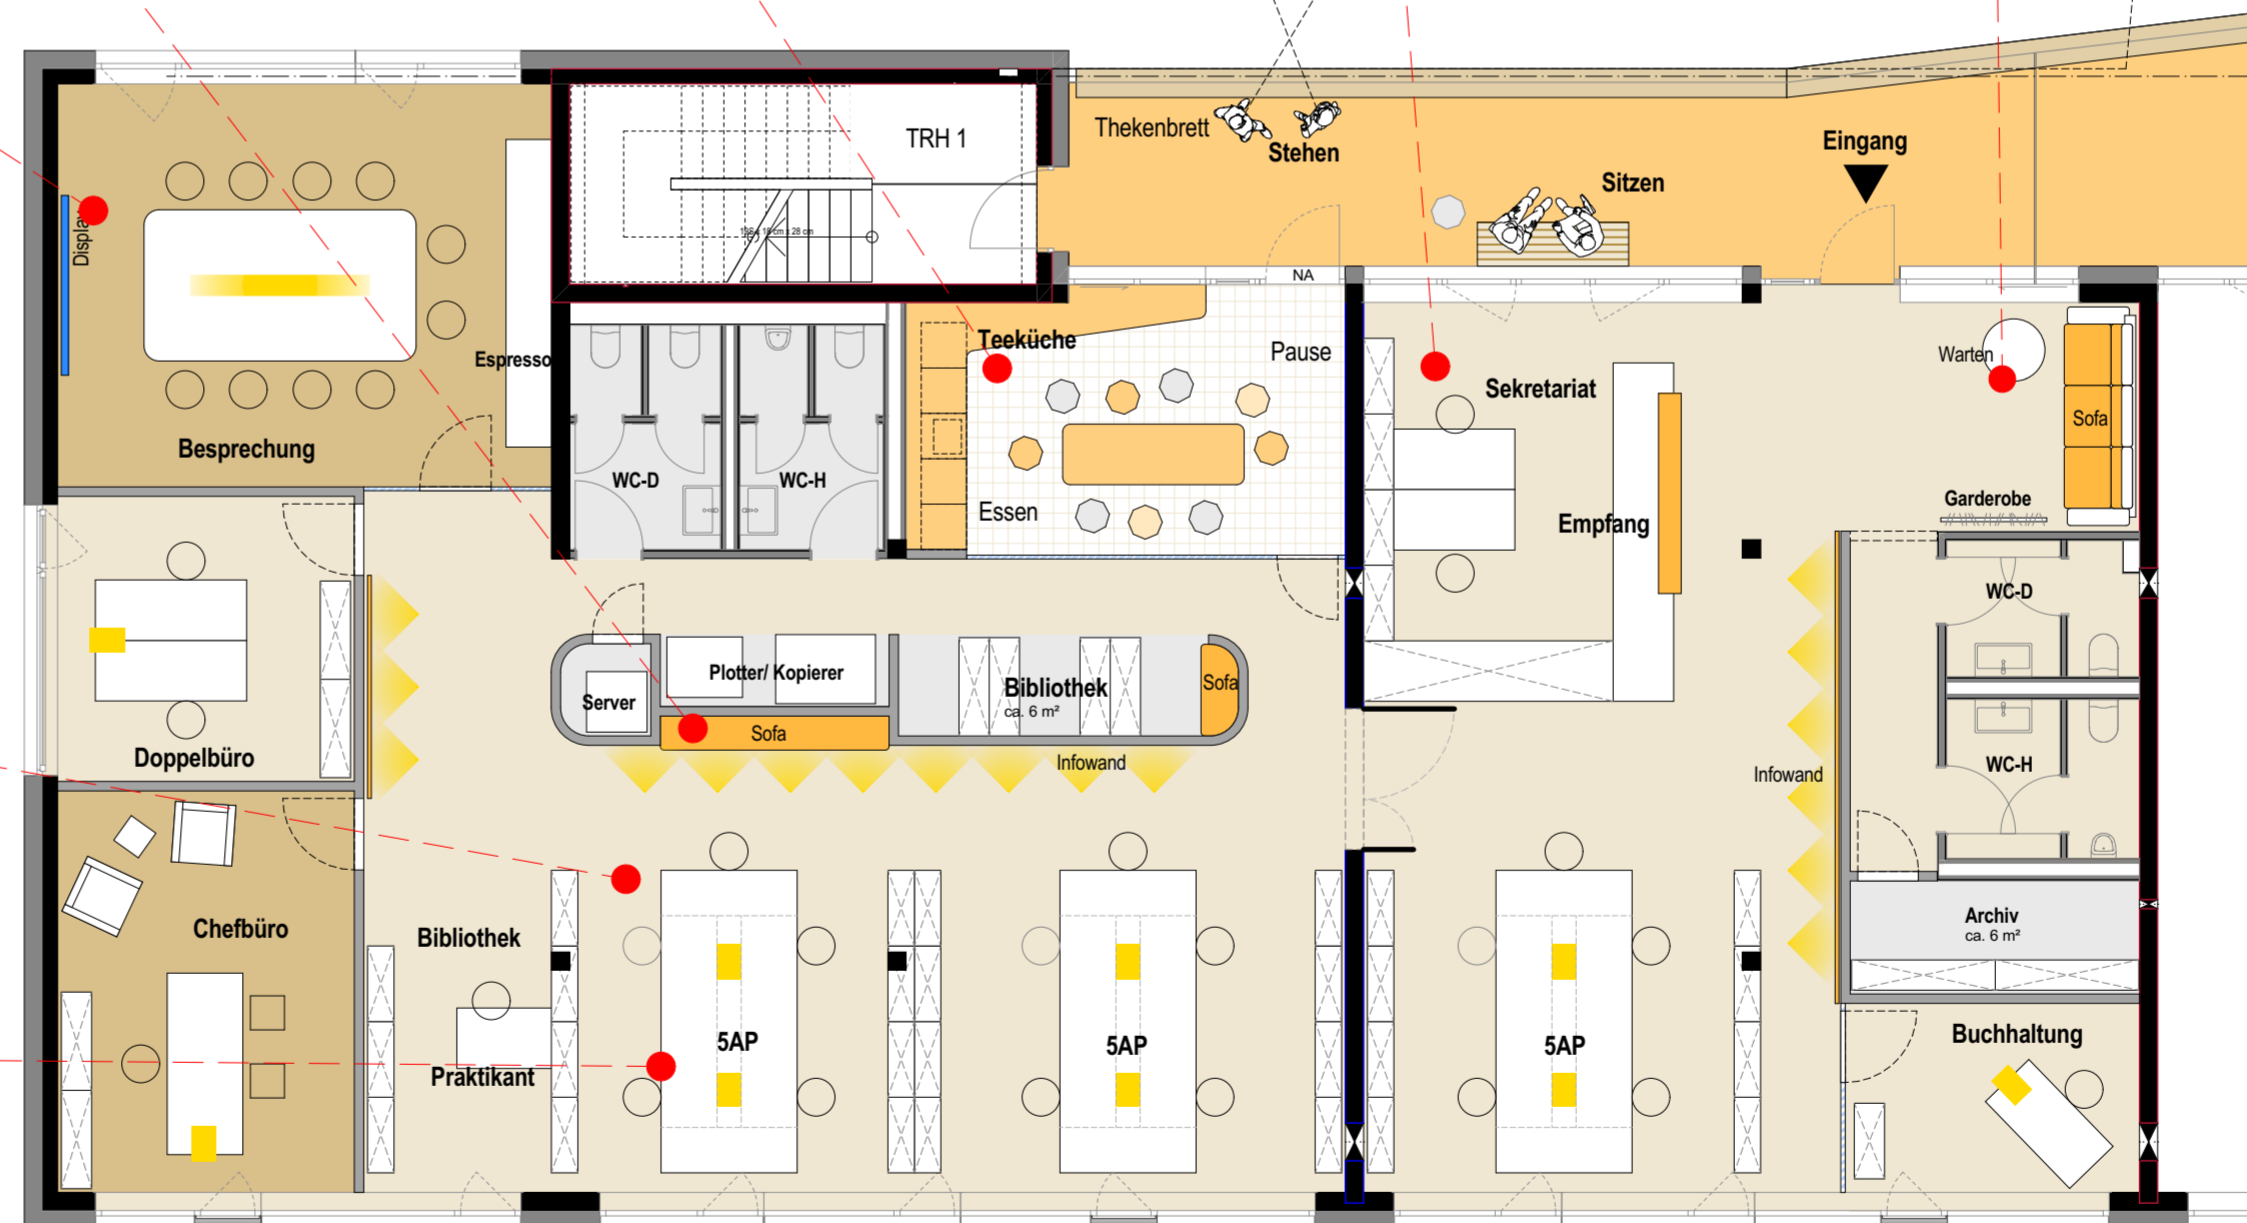 TRH 1
Thekenbrett
Stehen
Eingang
Sitzen
Display
NA
Espresso
Teeküche
Pause
Warten
Sekretariat
Sofa
Besprechung
WC-D
WC-H
Essen
Garderobe
Empfang
WC-D
Plotter/ Kopierer
Bibliothek
ca. 6 m²
Sofa
Server
Sofa
Doppelbüro
Infowand
WC-H
Infowand
Chefbüro
Bibliothek
Archiv
ca. 6 m²
5AP
5AP
5AP
Buchhaltung
Praktikant